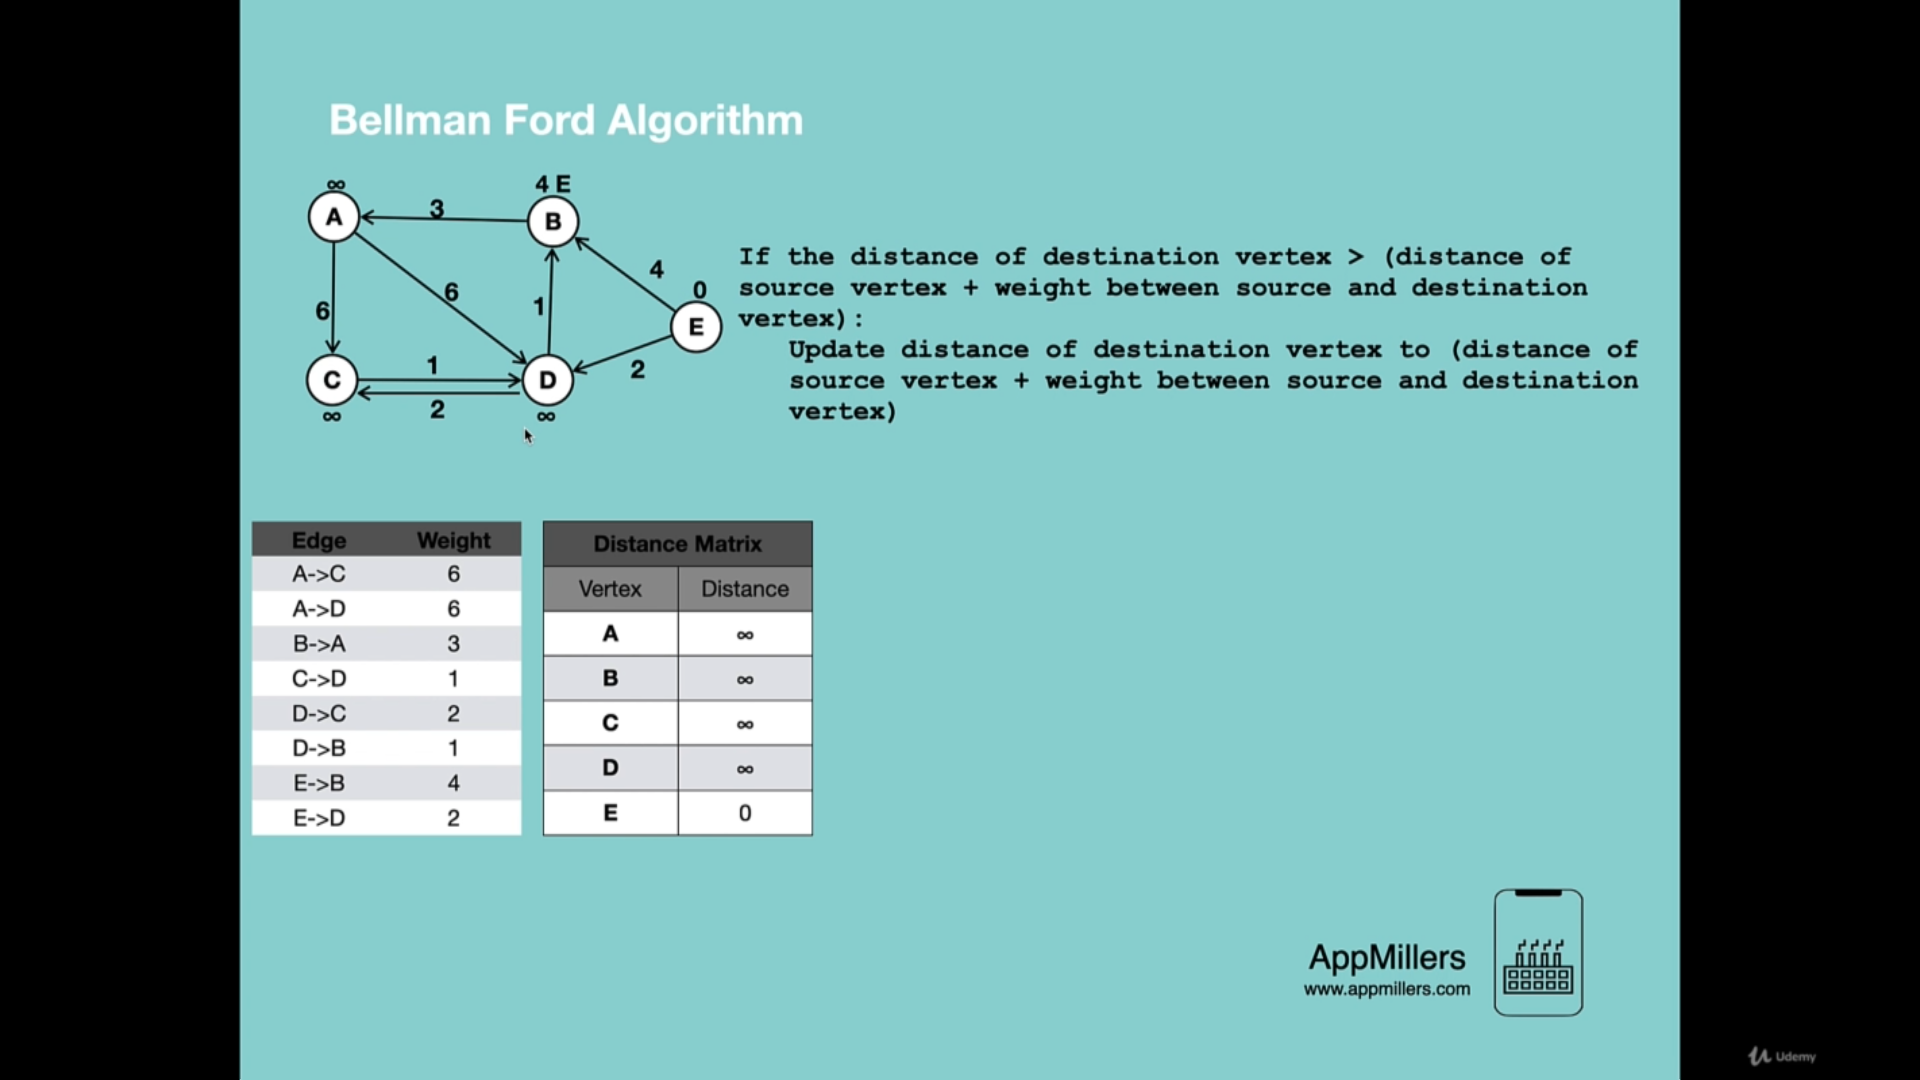 Bellman Ford Algorithm
∞
4 E
A
3
B
4
0
6
6
1
E
C
1
D
2
2
∞
∞
If the distance of destination vertex > (distance of
source vertex + weight between source and destination
vertex):
Update distance of destination vertex to (distance of
source vertex + weight between source and destination
vertex)
Edge Weight
A->C 6
A->D 6
B->A 3
C->D 1
D->C 2
D->B 1
E->B 4
E->D 2
Distance Matrix
Vertex Distance
A ∞
B ∞
C ∞
D ∞
E 0
AppMillers
www.appmillers.com
Udemy